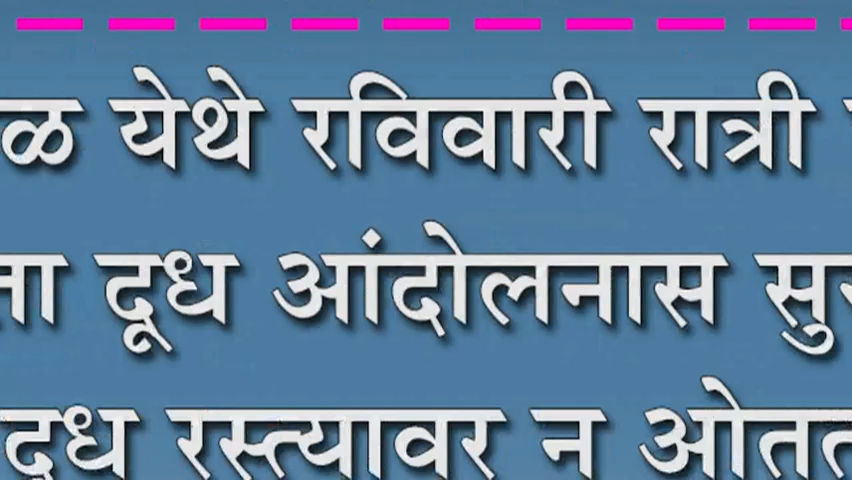 येथे रविवारी रात्री
दूध आंदोलनास
दूध रस्त्यावर न